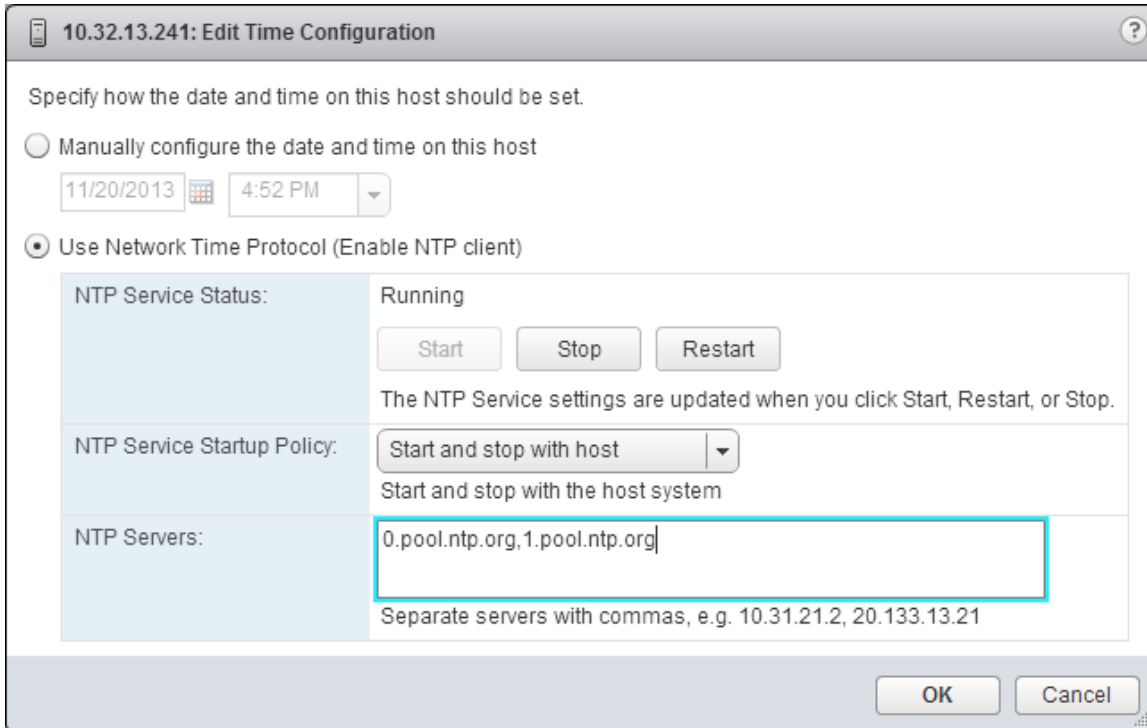 10.32.13.241: Edit Time Configuration
?
Specify how the date and time on this host should be set.
Manually configure the date and time on this host
11/20/2013 4:52 PM
Use Network Time Protocol (Enable NTP client)
NTP Service Status: Running
Start Stop Restart
The NTP Service settings are updated when you click Start, Restart, or Stop.
NTP Service Startup Policy: Start and stop with host
Start and stop with the host system
NTP Servers: 0.pool.ntp.org,1.pool.ntp.org
Separate servers with commas, e.g. 10.31.21.2, 20.133.13.21
OK Cancel